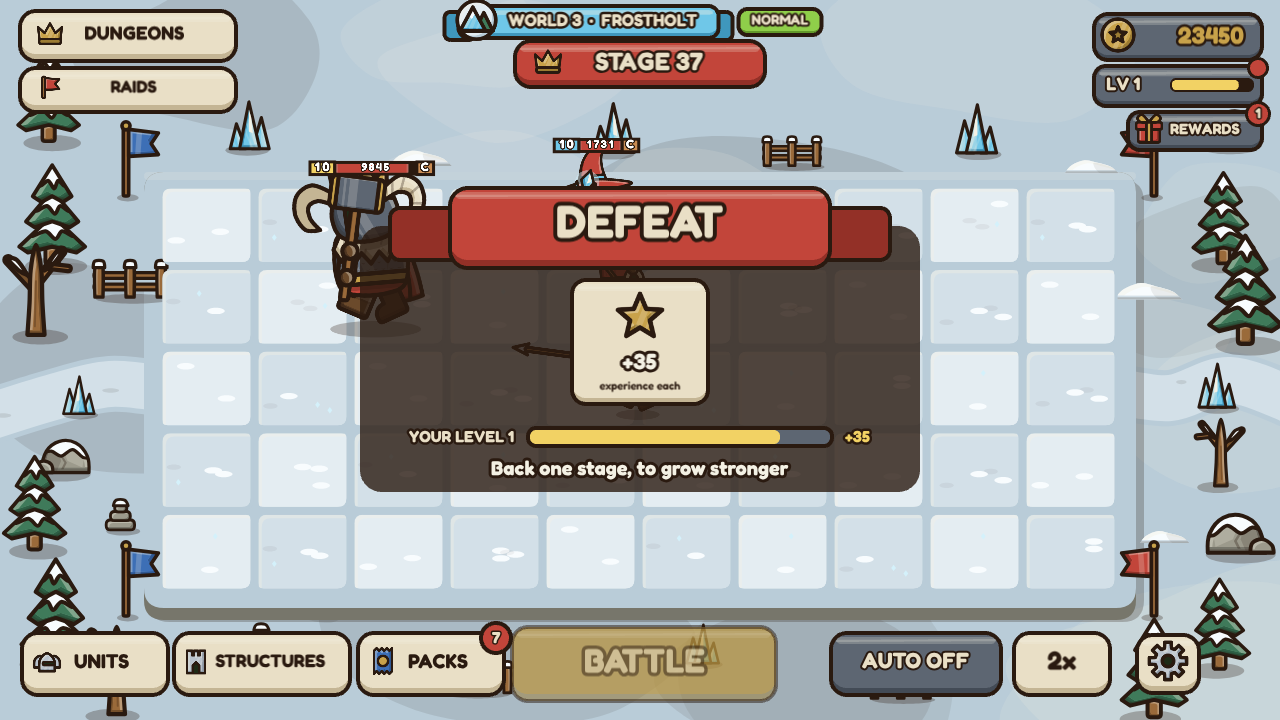 DUNGEONS
RAIDS
WORLD 3 • FROSTHOLT
NORMAL
STAGE 37
23450
LV 1
1
REWARDS
10 9845 C
10 1731 C
DEFEAT
+35
experience each
YOUR LEVEL 1
+35
Back one stage, to grow stronger
UNITS
STRUCTURES
PACKS
7
BATTLE
AUTO OFF
2x